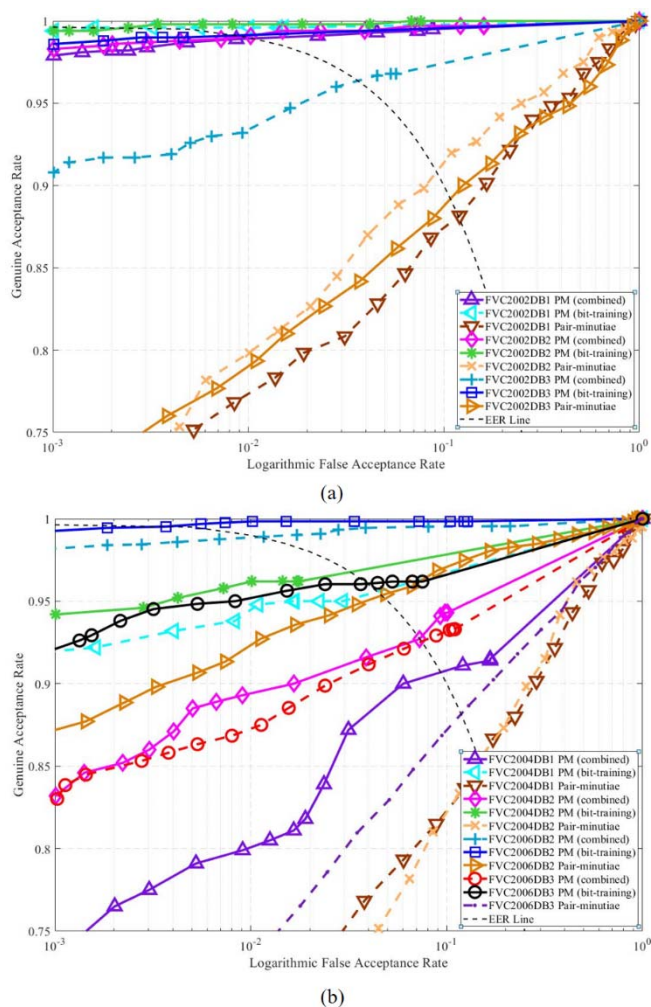 1
0.95
0.9
0.85
0.8
0.75
Genuine Acceptance Rate
FVC2002DB1 PM (combined)
FVC2002DB1 PM (bit-training)
FVC2002DB1 Pair-minutiae
FVC2002DB2 PM (combined)
FVC2002DB2 PM (bit-training)
FVC2002DB2 Pair-minutiae
FVC2002DB3 PM (combined)
FVC2002DB3 PM (bit-training)
FVC2002DB3 Pair-minutiae
EER Line
10-3 10-2 10-1 100
Logarithmic False Acceptance Rate
(a)
1
0.95
0.9
0.85
0.8
0.75
Genuine Acceptance Rate
FVC2004DB1 PM (combined)
FVC2004DB1 PM (bit-training)
FVC2004DB1 Pair-minutiae
FVC2004DB2 PM (combined)
FVC2004DB2 PM (bit-training)
FVC2004DB2 Pair-minutiae
FVC2006DB2 PM (combined)
FVC2006DB2 PM (bit-training)
FVC2006DB2 Pair-minutiae
FVC2006DB3 PM (combined)
FVC2006DB3 PM (bit-training)
FVC2006DB3 Pair-minutiae
EER Line
10-3 10-2 10-1 100
Logarithmic False Acceptance Rate
(b)